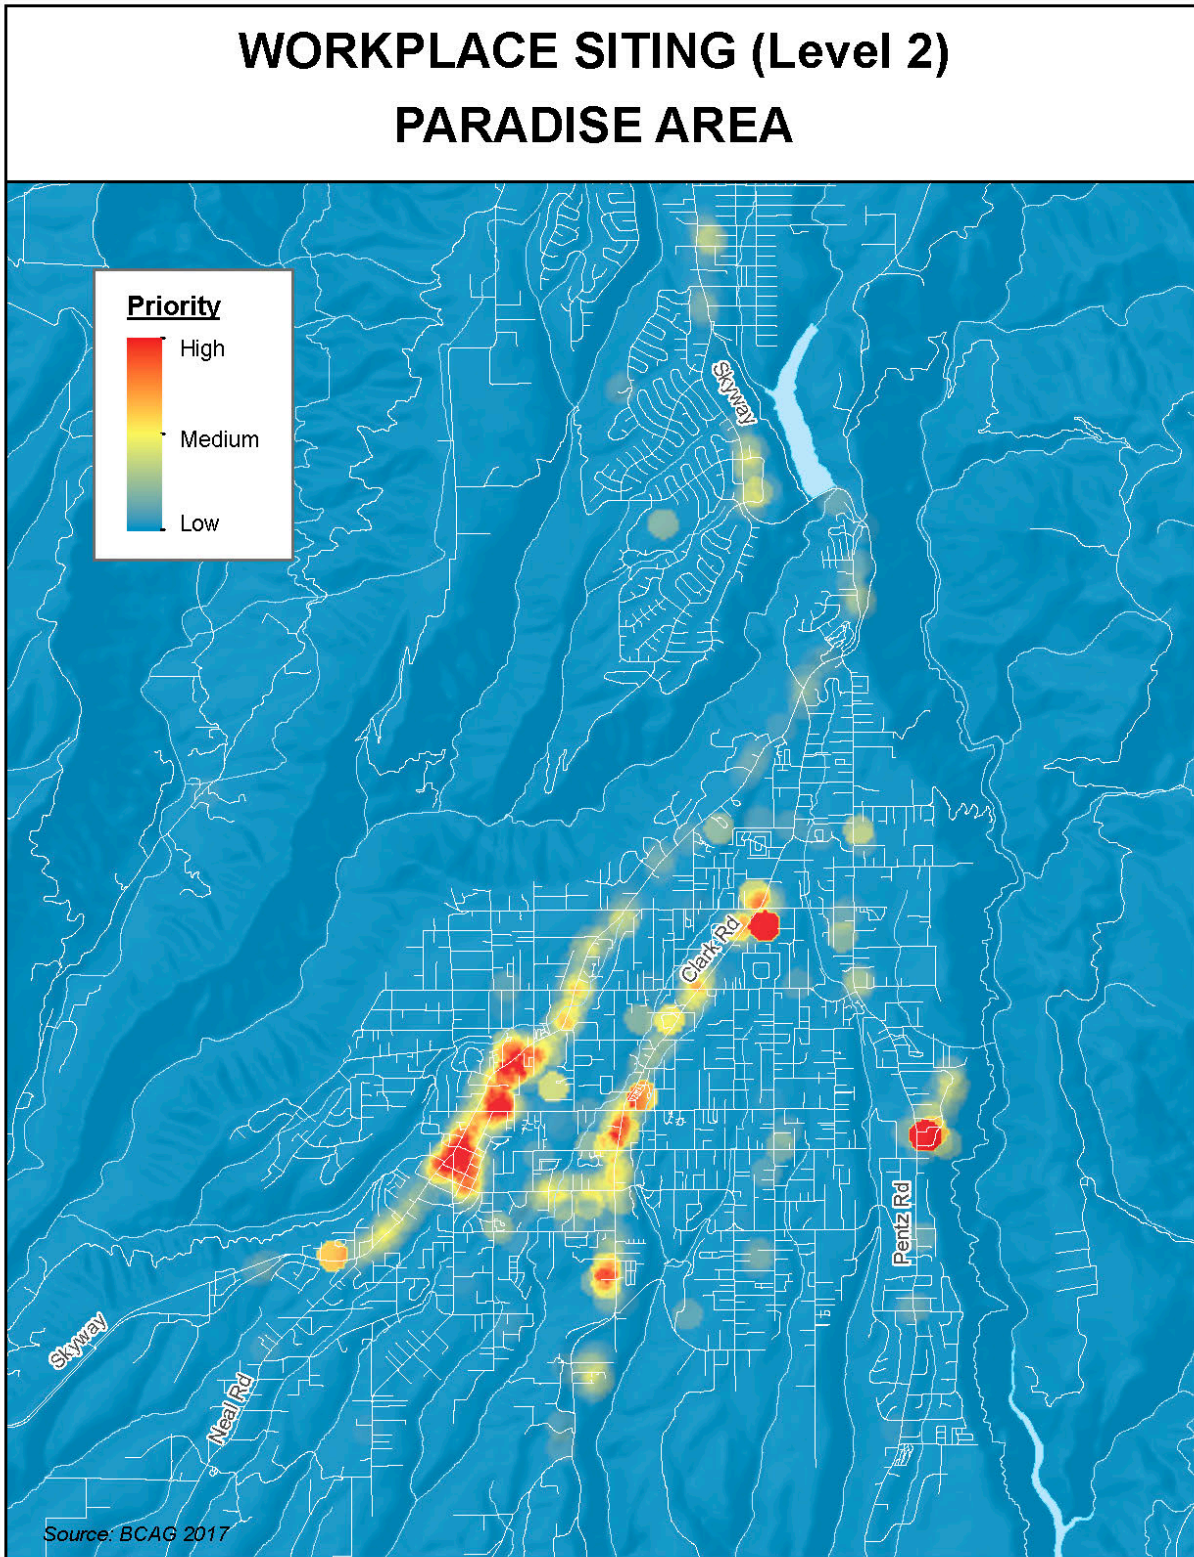 WORKPLACE SITING (Level 2)
PARADISE AREA
Priority
High
Medium
Low
Skyway
Clark Rd
Pentz Rd
Skyway
Neal Rd
Source: BCAG 2017